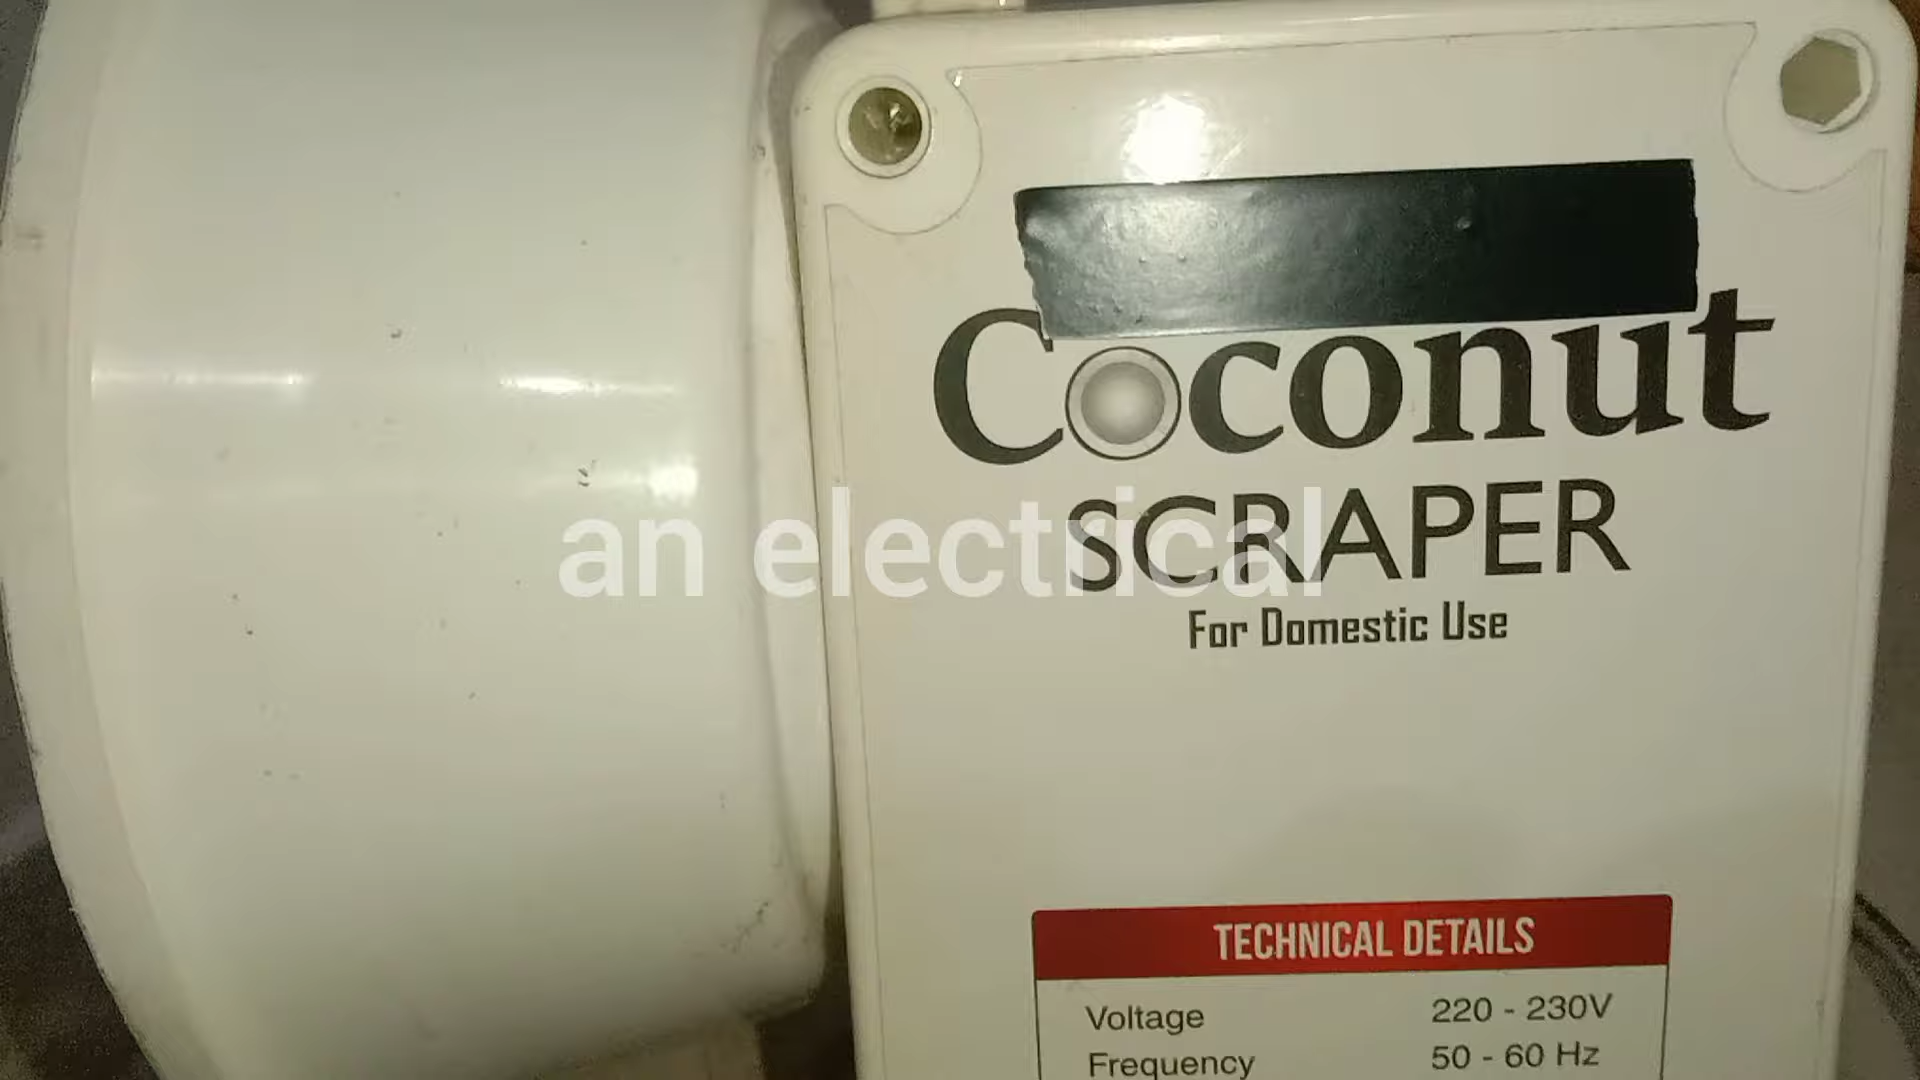 Coconut
SCRAPER
an electrical
For Domestic Use
TECHNICAL DETAILS
Voltage 220 - 230V
Frequency 50 - 60 Hz